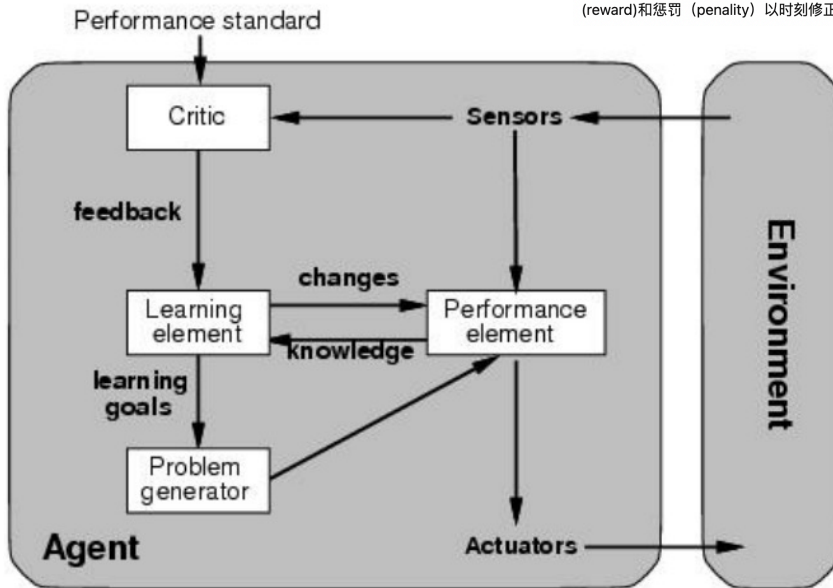 (reward)和惩罚（penality）以时刻修正
Performance standard
Critic
Sensors
feedback
changes
Learning
element
Performance
element
knowledge
learning
goals
Problem
generator
Agent
Actuators
Environment